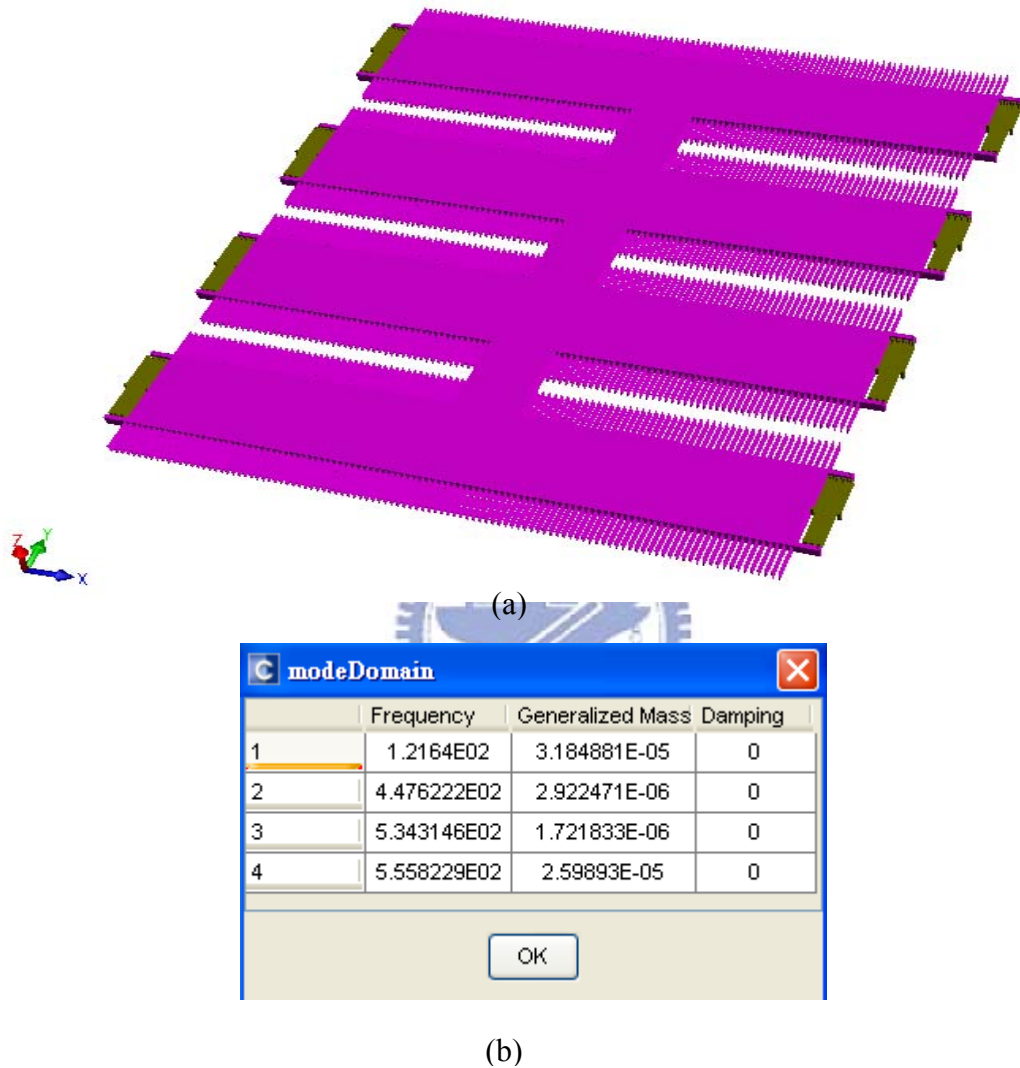 Z
Y
X
(a)
C modeDomain
Frequency Generalized Mass Damping
1 1.2164E02 3.184881E-05 0
2 4.476222E02 2.922471E-06 0
3 5.343146E02 1.721833E-06 0
4 5.558229E02 2.59893E-05 0
OK
(b)